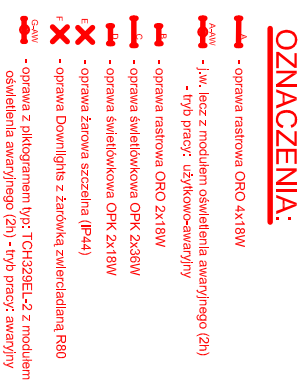 OZNACZENIA:
A - oprawa rastrowa ORO 4x18W
A-AW - j.w. lecz z modułem oświetlenia awaryjnego (2h)
- tryb pracy: użytkowo-awaryjny
B - oprawa rastrowa ORO 2x18W
C - oprawa świetlówkowa OPK 2x36W
D - oprawa świetlówkowa OPK 2x18W
E - oprawa żarowa szczelna (IP44)
F - oprawa Downlights z żarówką zwierciadlaną R80
G-AW - oprawa z piktogramem typ: TCH329EL-2 z modułem
oświetlenia awaryjnego (2h) - tryb pracy: awaryjny